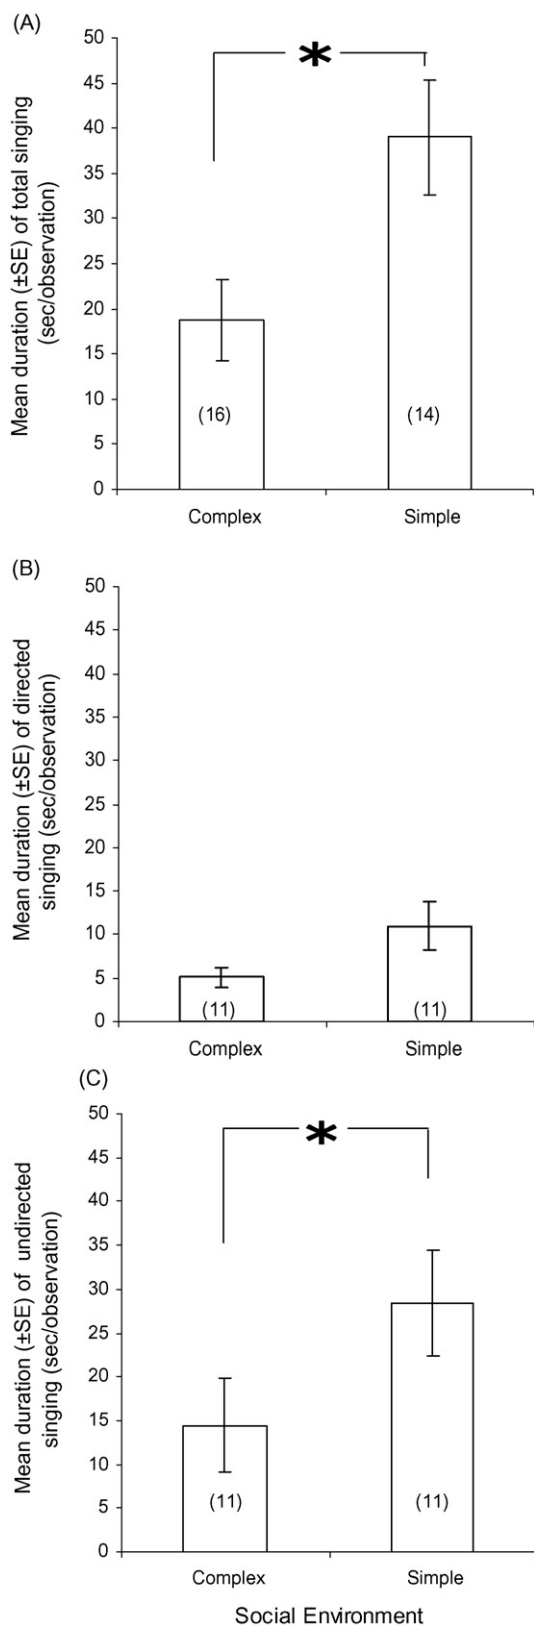 (A)
Mean duration (±SE) of total singing
(sec/observation)
50
45
40
35
30
25
20
15
10
5
0
*
(16)
(14)
Complex
Simple
(B)
Mean duration (±SE) of directed
singing (sec/observation)
50
45
40
35
30
25
20
15
10
5
0
(11)
(11)
Complex
Simple
(C)
Mean duration (±SE) of undirected
singing (sec/observation)
50
45
40
35
30
25
20
15
10
5
0
*
(11)
(11)
Complex
Simple
Social Environment